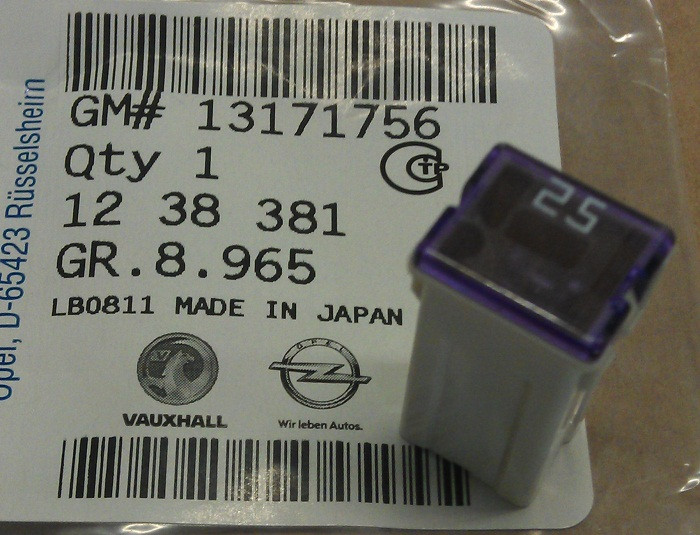 GM# 13171756
Qty 1
12 38 381
GR.8.965
LB0811 MADE IN JAPAN
VAUXHALL
OPEL
Wir leben Autos.
Opel, D-65423 Rüsselsheim
25